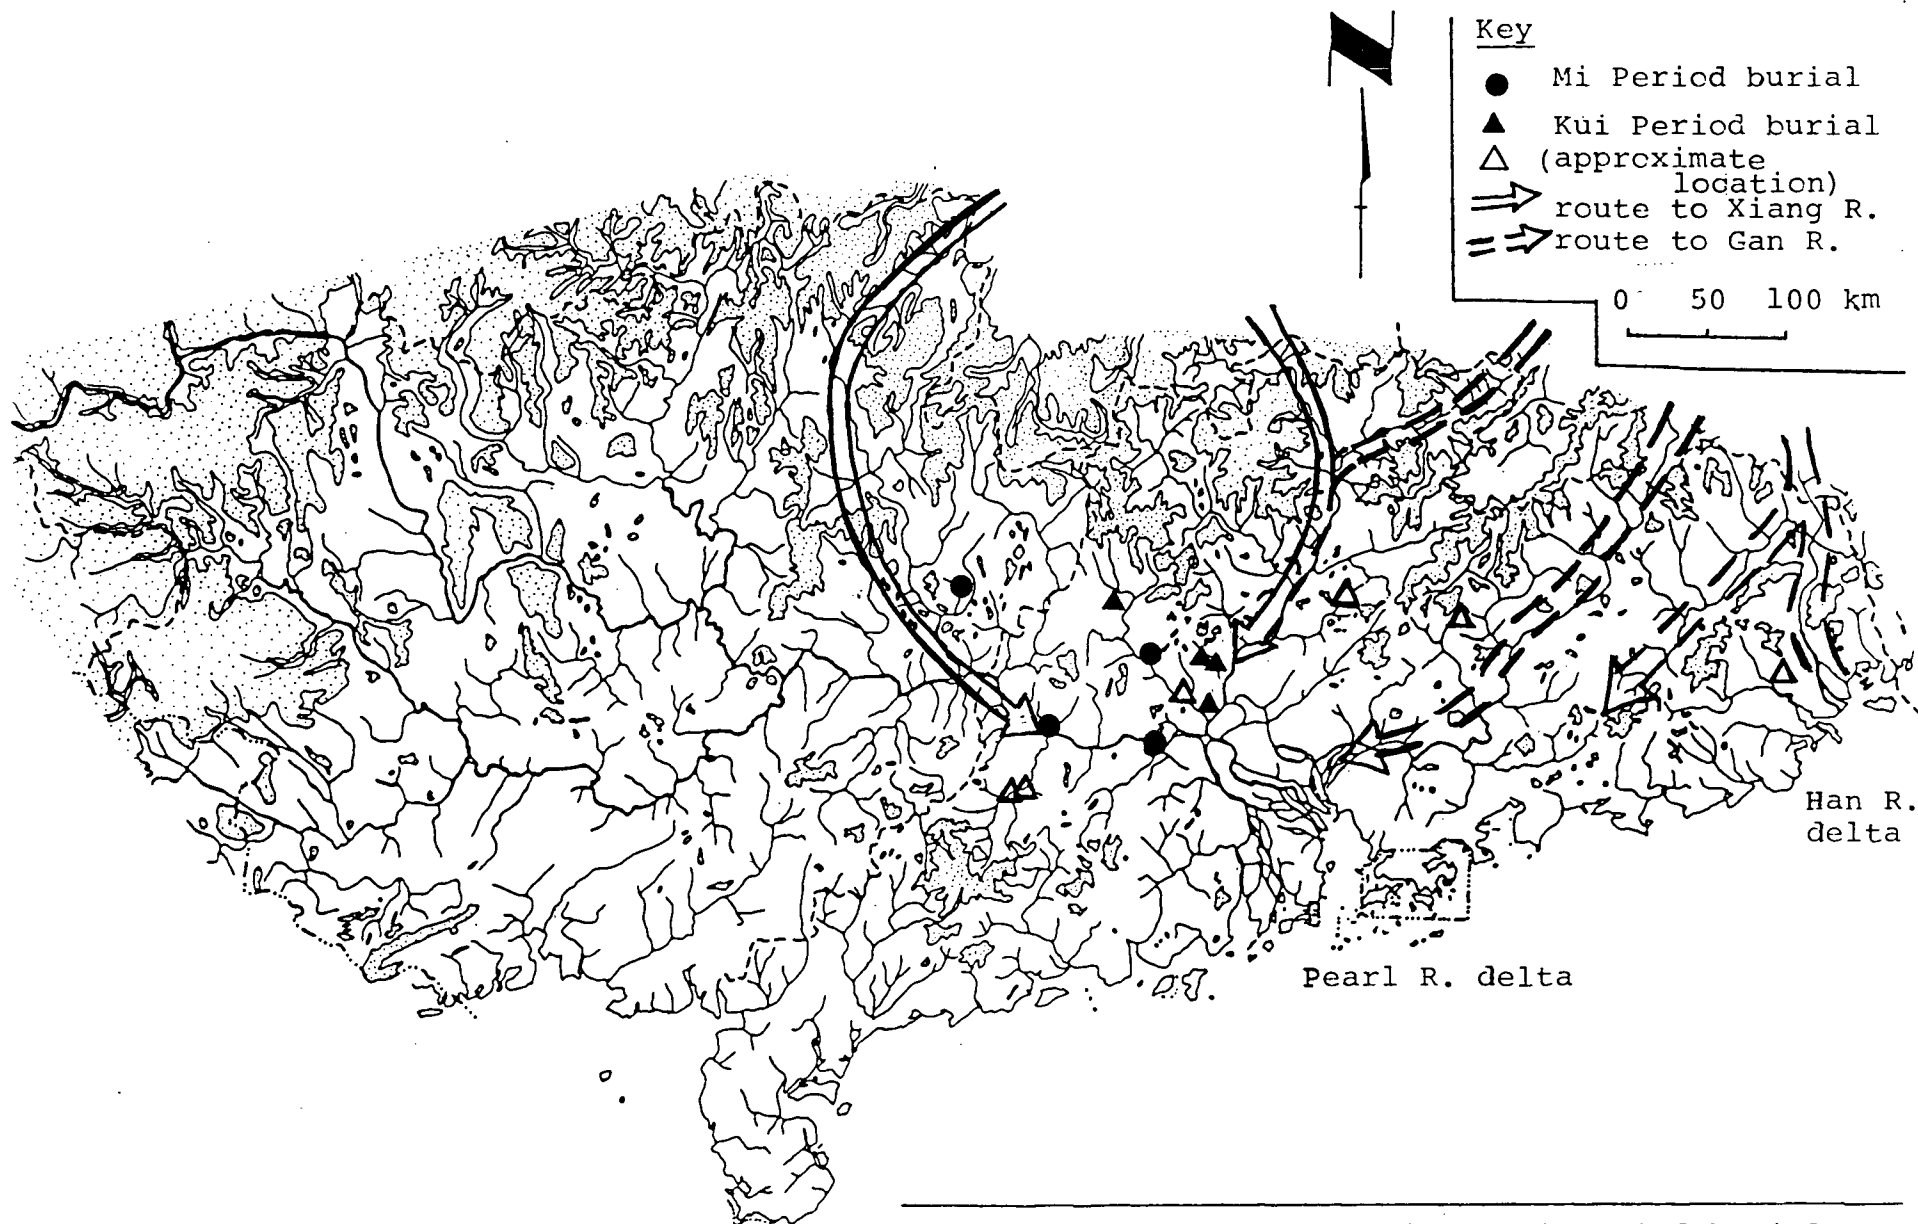 Key
Mi Period burial
Kui Period burial
(approximate
location)
route to Xiang R.
route to Gan R.
0 50 100 km
Han R.
delta
Pearl R. delta